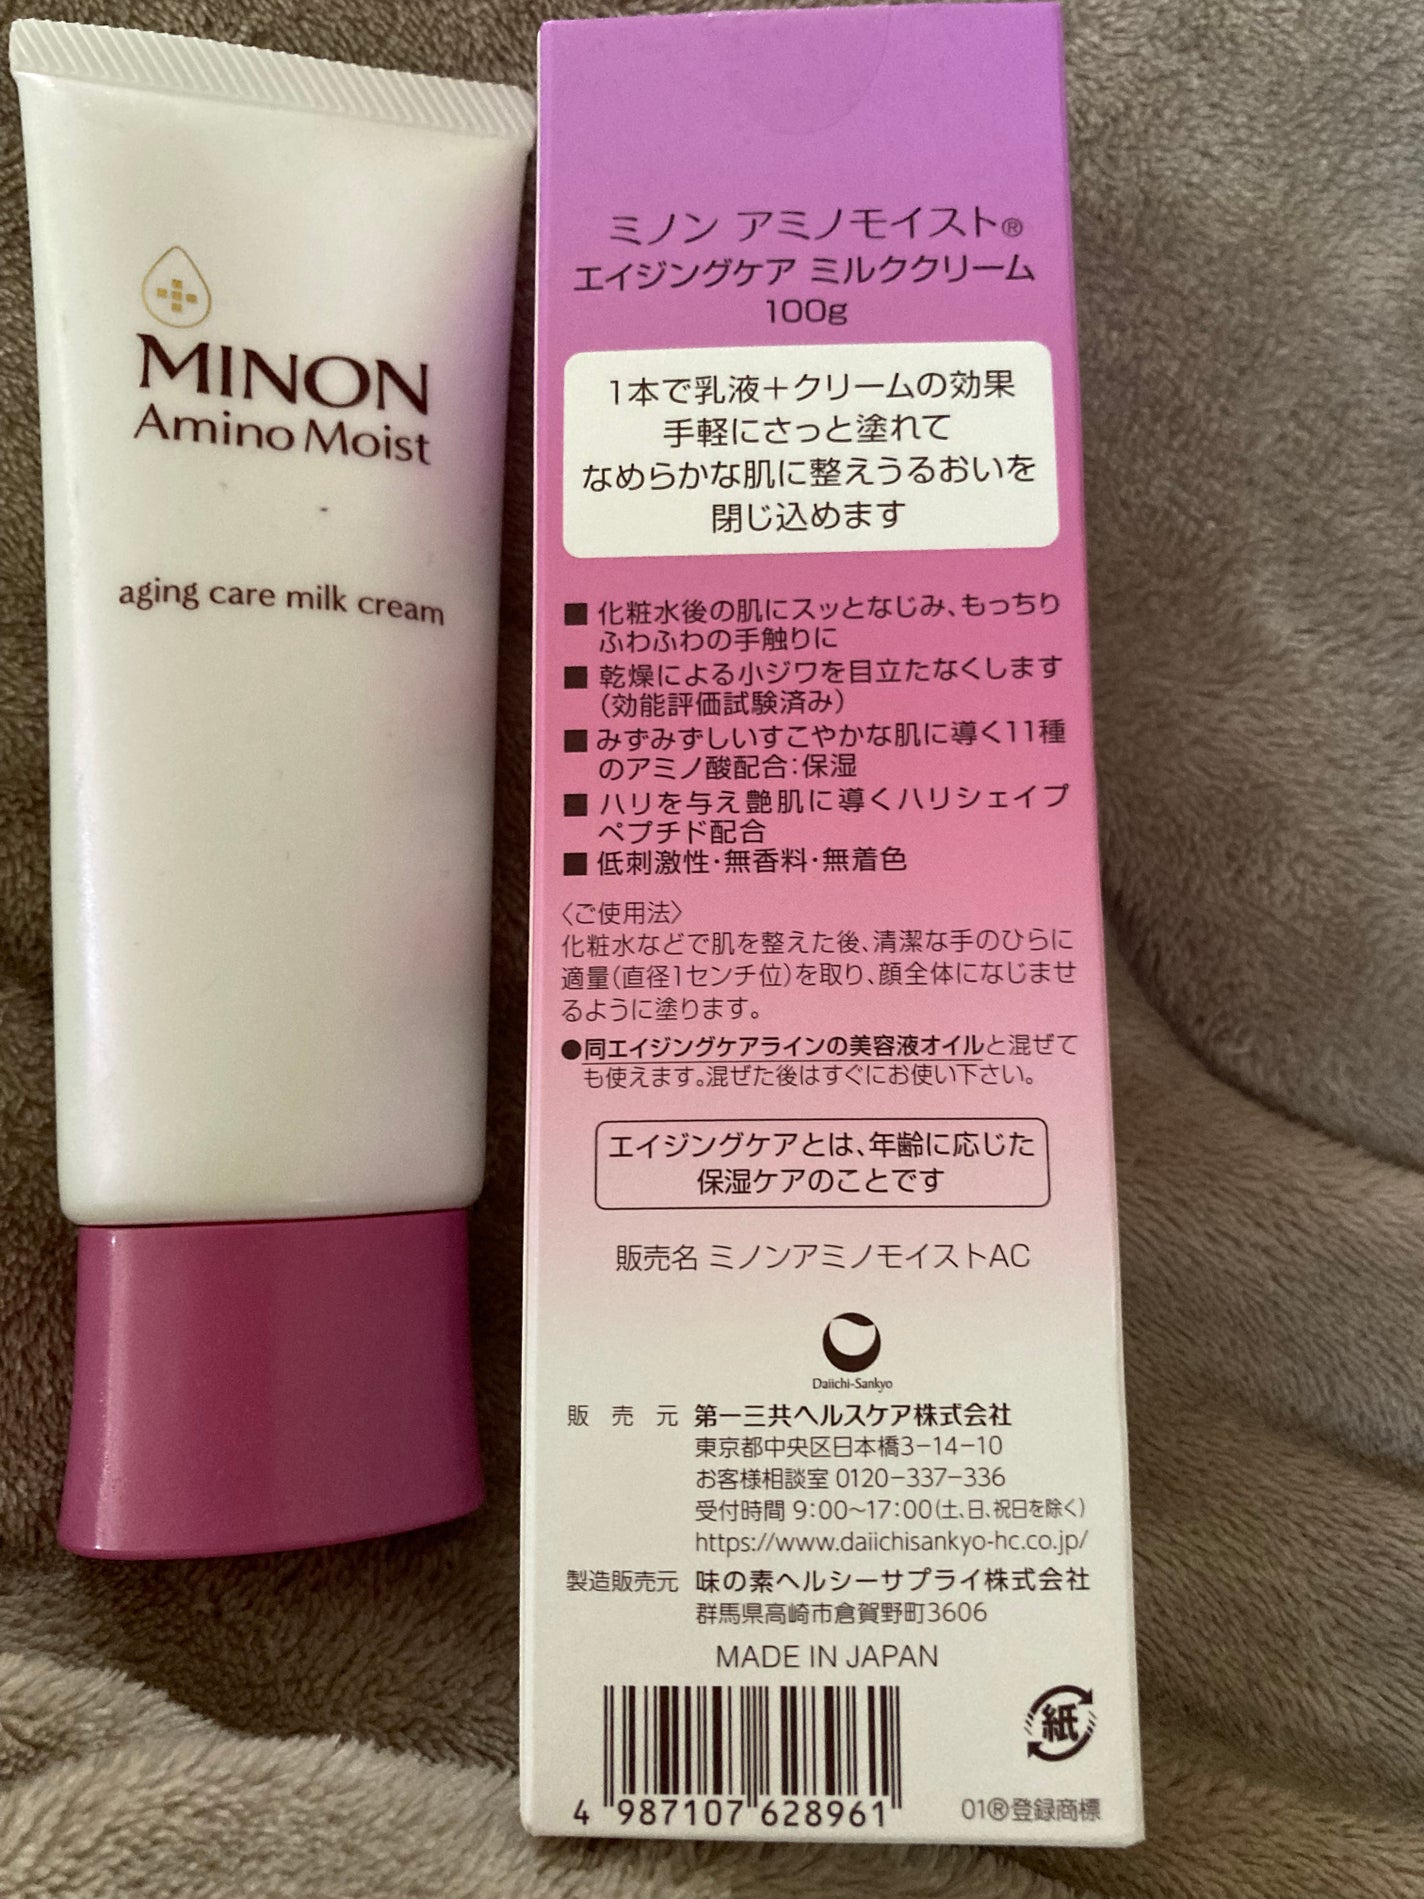 MINON
Amino Moist
aging care milk cream
ミノン アミノモイスト®
エイジングケア ミルククリーム
100g
1本で乳液＋クリームの効果
手軽にさっと塗れて
なめらかな肌に整えうるおいを
閉じ込めます
■ 化粧水後の肌にスッとなじみ、もっちり
ふわふわの手触りに
■ 乾燥による小ジワを目立たなくします
（効能評価試験済み）
■ みずみずしいすこやかな肌に導く11種
のアミノ酸配合：保湿
■ ハリを与え艶肌に導くハリシェイプ
ペプチド配合
■ 低刺激性・無香料・無着色
〈ご使用法〉
化粧水などで肌を整えた後、清潔な手のひらに
適量（直径1センチ位）を取り、顔全体になじませ
るように塗ります。
●同エイジングケアラインの美容液オイルと混ぜて
も使えます。混ぜた後はすぐにお使い下さい。
エイジングケアとは、年齢に応じた
保湿ケアのことです
販売名 ミノンアミノモイストAC
Daiichi-Sankyo
販売元 第一三共ヘルスケア株式会社
東京都中央区日本橋3−14−10
お客様相談室 0120−337−336
受付時間 9：00〜17：00（土、日、祝日を除く）
https://www.daiichisankyo-hc.co.jp/
製造販売元 味の素ヘルシーサプライ株式会社
群馬県高崎市倉賀野町3606
MADE IN JAPAN
紙
4 987107 628961
01®登録商標